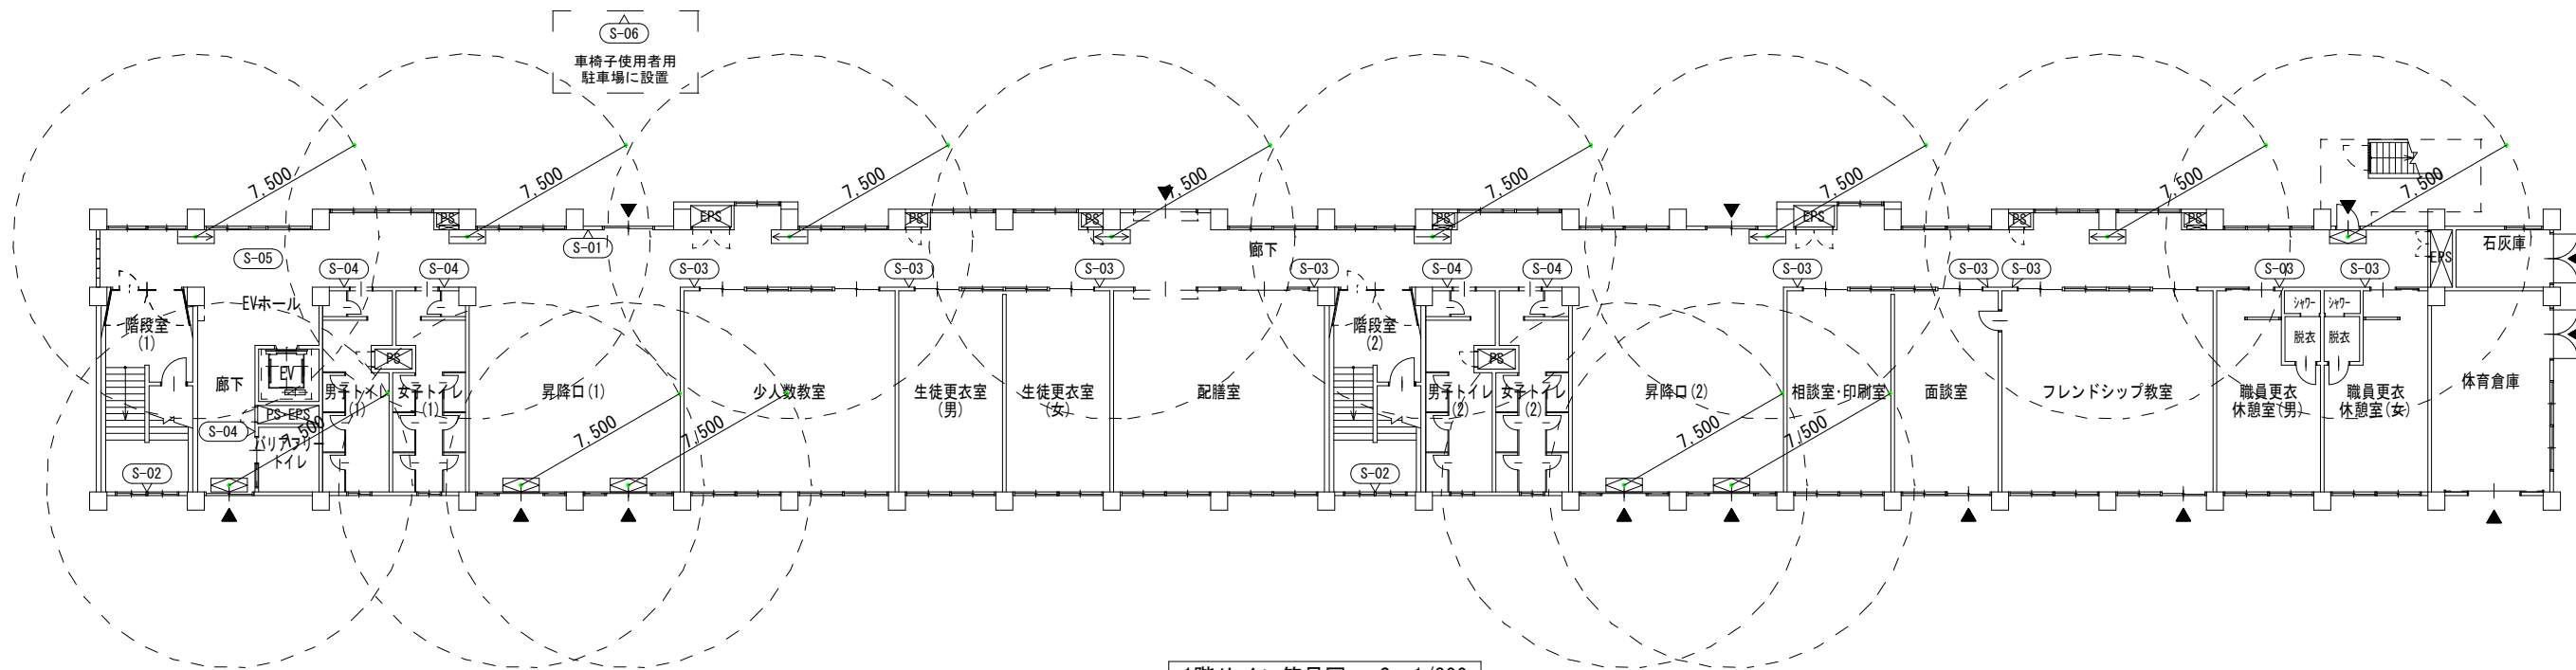 S-06
車椅子使用者用
駐車場に設置
7,500
7,500
7,500
7,500
7,500
7,500
7,500
7,500
PS
EPS
PS
PS
PS
EPS
PS
PS
S-01
S-05
廊下
石灰庫
EPS
S-04
S-04
S-03
S-03
S-03
S-03
S-04
S-04
S-03
S-03
S-03
S-03
S-03
EVホール
階段室
(1)
階段室
(2)
シャワー
シャワー
脱衣
脱衣
PS
PS
EV
廊下
男子トイレ
(1)
女子トイレ
(1)
昇降口(1)
少人数教室
生徒更衣室
(男)
生徒更衣室
(女)
配膳室
男子トイレ
(2)
女子トイレ
(2)
昇降口(2)
相談室・印刷室
面談室
フレンドシップ教室
職員更衣
休憩室(男)
職員更衣
休憩室(女)
体育倉庫
PS・EPS
S-04
バリアフリー
トイレ
7,500
7,500
7,500
7,500
7,500
S-02
S-02